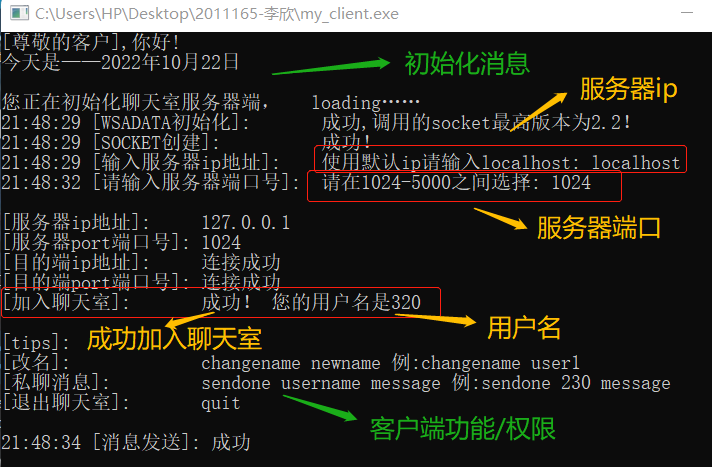 C:\Users\HP\Desktop\2011165-李欣\my_client.exe
[尊敬的客户],你好!
今天是——2022年10月22日
初始化消息
您正在初始化聊天室服务器端, loading……
服务器ip
21:48:29 [WSADATA初始化]: 成功,调用的socket最高版本为2.2!
21:48:29 [SOCKET创建]: 成功!
21:48:29 [输入服务器ip地址]: 使用默认ip请输入localhost: localhost
21:48:32 [请输入服务器端口号]: 请在1024-5000之间选择: 1024
服务器端口
[服务器ip地址]: 127.0.0.1
[服务器port端口号]: 1024
[目的端ip地址]: 连接成功
[目的端port端口号]: 连接成功
[加入聊天室]: 成功! 您的用户名是320
成功加入聊天室
用户名
[tips]:
[改名]: changename newname 例:changename user1
[私聊消息]: sendone username message 例:sendone 230 message
[退出聊天室]: quit
客户端功能/权限
21:48:34 [消息发送]: 成功